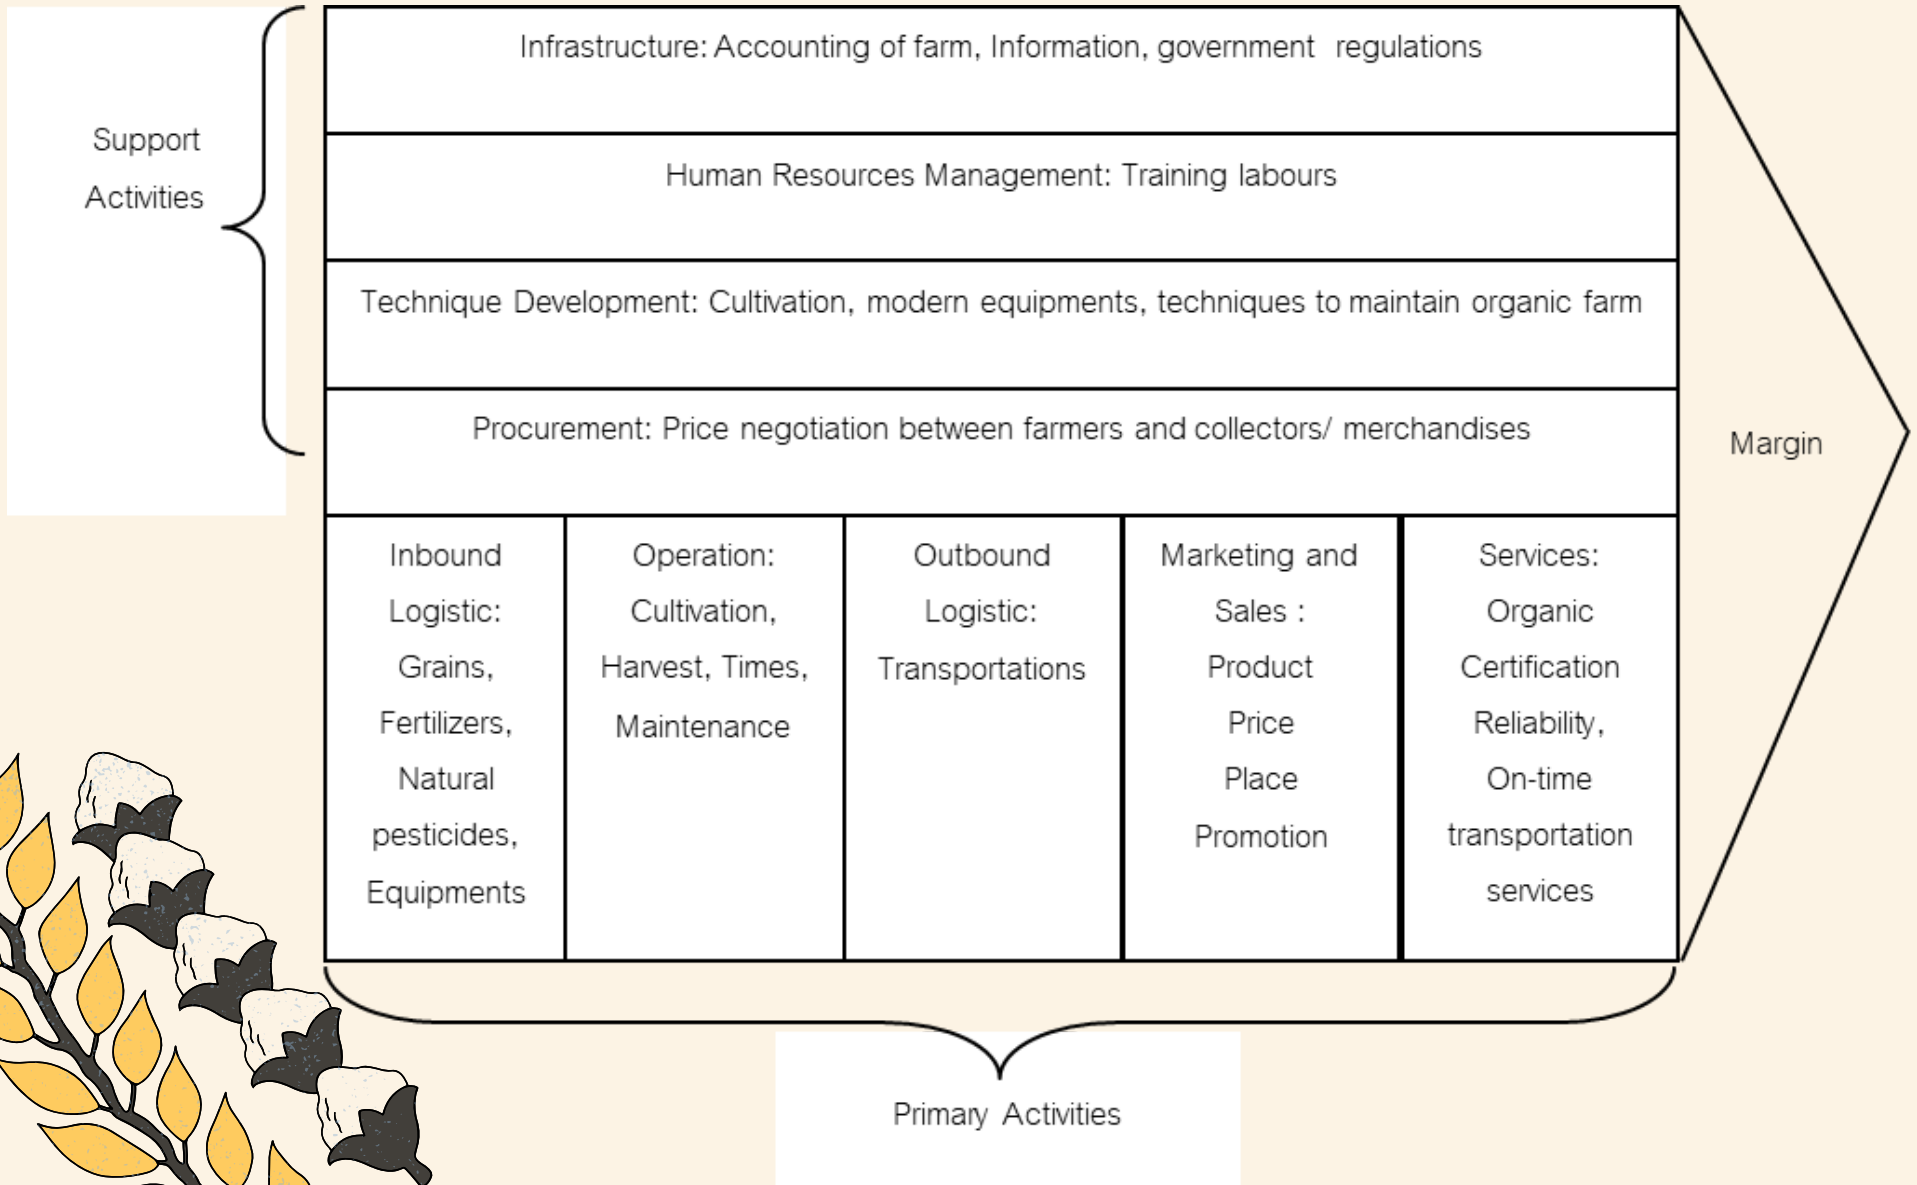 Support
Activities
Infrastructure: Accounting of farm, Information, government regulations
Human Resources Management: Training labours
Technique Development: Cultivation, modern equipments, techniques to maintain organic farm
Procurement: Price negotiation between farmers and collectors/ merchandises
Margin
Inbound
Logistic:
Grains,
Fertilizers,
Natural
pesticides,
Equipments
Operation:
Cultivation,
Harvest, Times,
Maintenance
Outbound
Logistic:
Transportations
Marketing and
Sales :
Product
Price
Place
Promotion
Services:
Organic
Certification
Reliability,
On-time
transportation
services
Primary Activities